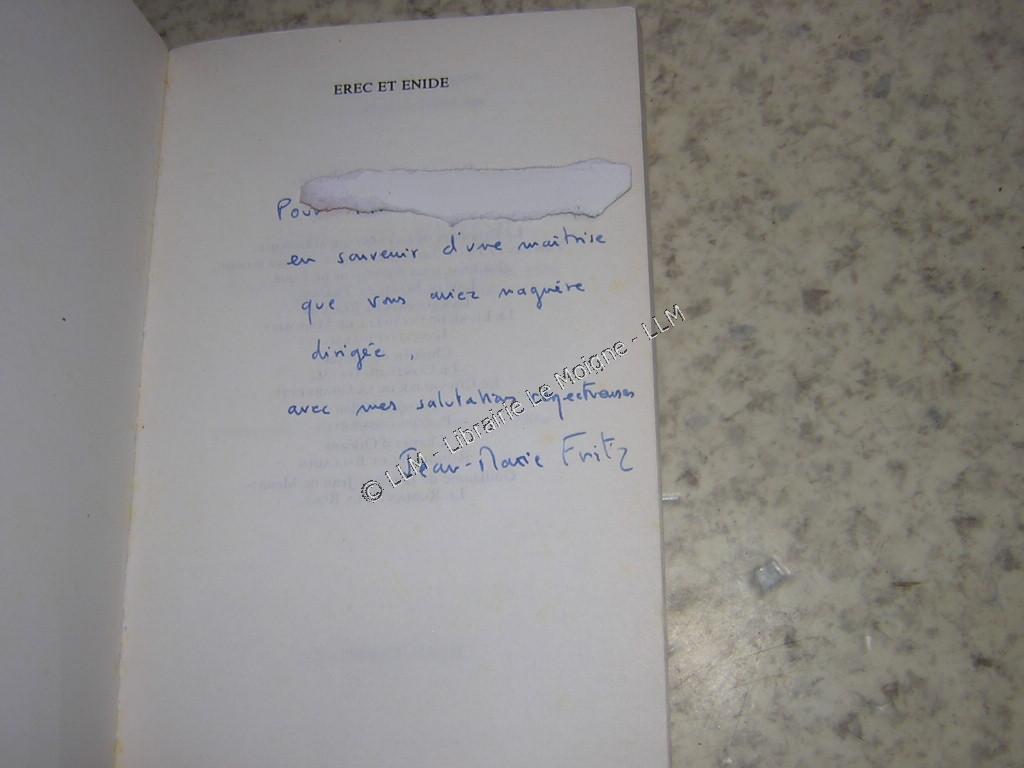 EREC ET ENIDE
Pour
en souvenir d'une maîtrise
que vous aviez naguère
dirigée,
avec mes salutations respectueuses
Jean-Marie Fritz
© LLM - Librairie Le Moigne - LLM